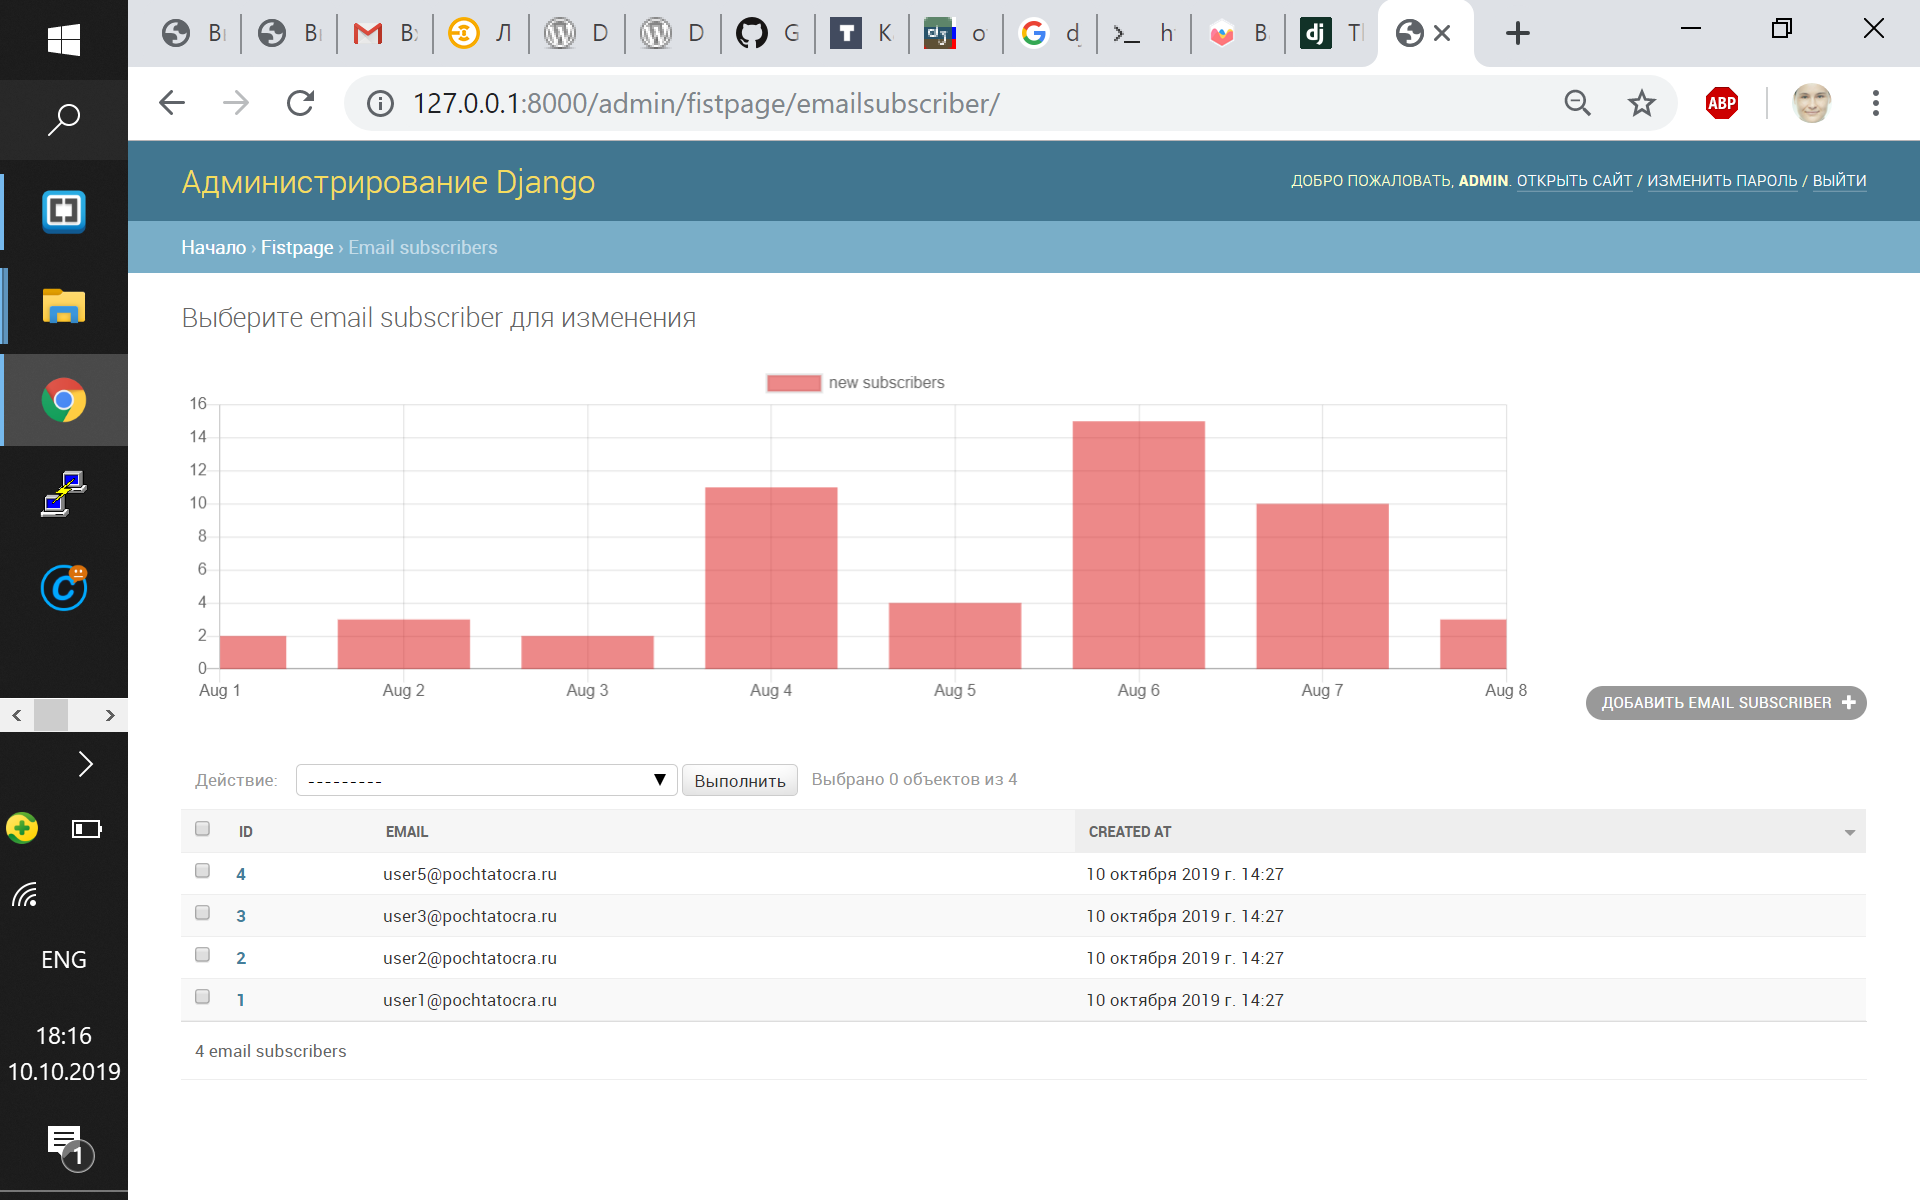 В
В
В
Л
D
D
G
T K
dj o
G d
>_ h
B
dj T
127.0.0.1:8000/admin/fistpage/emailsubscriber/
ABP
Администрирование Django
ДОБРО ПОЖАЛОВАТЬ, ADMIN. ОТКРЫТЬ САЙТ / ИЗМЕНИТЬ ПАРОЛЬ / ВЫЙТИ
Начало › Fistpage › Email subscribers
Выберите email subscriber для изменения
new subscribers
16
14
12
10
8
6
4
2
0
Aug 1 Aug 2 Aug 3 Aug 4 Aug 5 Aug 6 Aug 7 Aug 8
ДОБАВИТЬ EMAIL SUBSCRIBER +
Действие: --------- Выполнить Выбрано 0 объектов из 4
ID EMAIL CREATED AT
4 user5@pochtatocra.ru 10 октября 2019 г. 14:27
3 user3@pochtatocra.ru 10 октября 2019 г. 14:27
2 user2@pochtatocra.ru 10 октября 2019 г. 14:27
1 user1@pochtatocra.ru 10 октября 2019 г. 14:27
4 email subscribers
C
ENG
18:16
10.10.2019
1